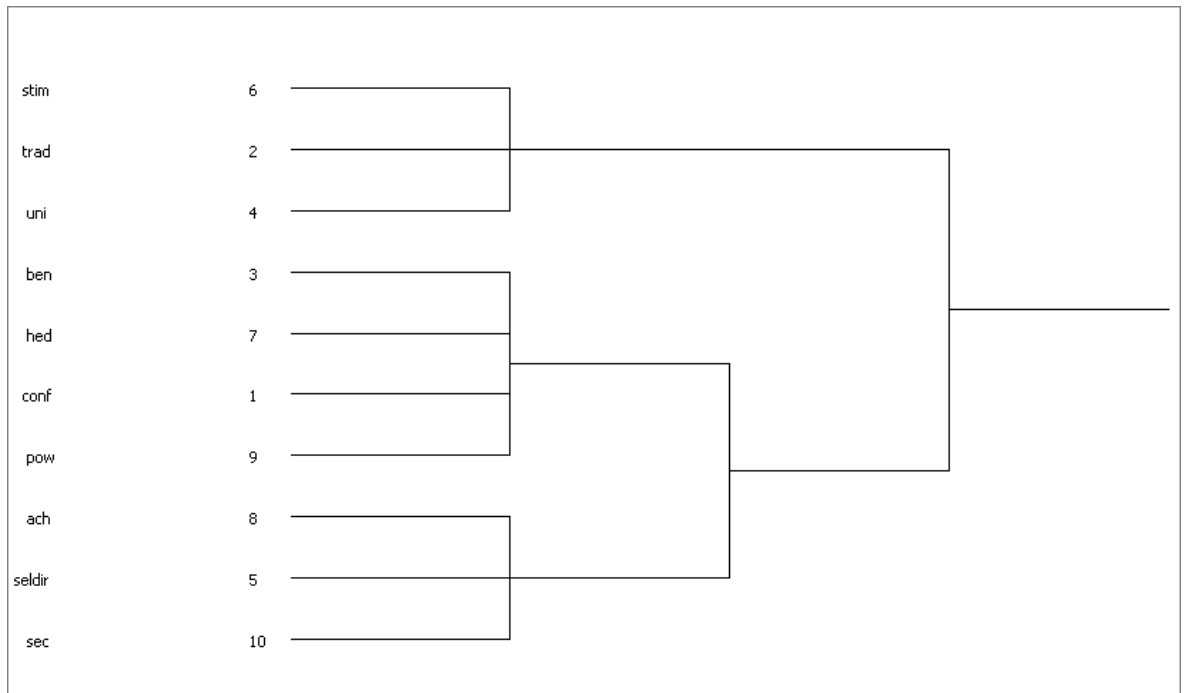 stim 6
trad 2
uni 4
ben 3
hed 7
conf 1
pow 9
ach 8
seldir 5
sec 10